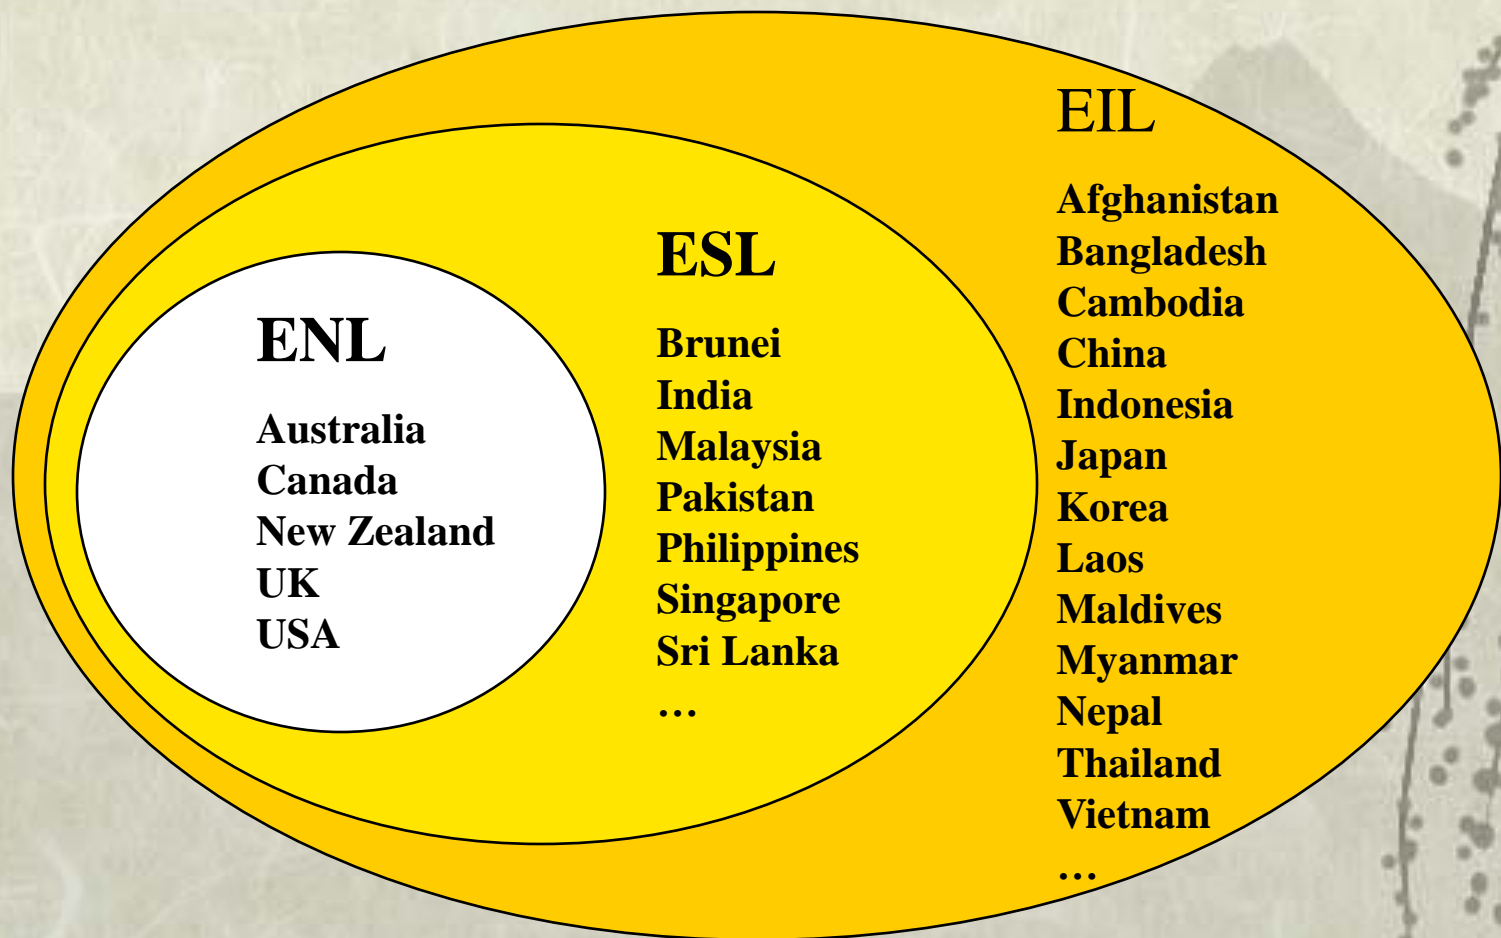 ENL
Australia
Canada
New Zealand
UK
USA
ESL
Brunei
India
Malaysia
Pakistan
Philippines
Singapore
Sri Lanka
…
EIL
Afghanistan
Bangladesh
Cambodia
China
Indonesia
Japan
Korea
Laos
Maldives
Myanmar
Nepal
Thailand
Vietnam
…